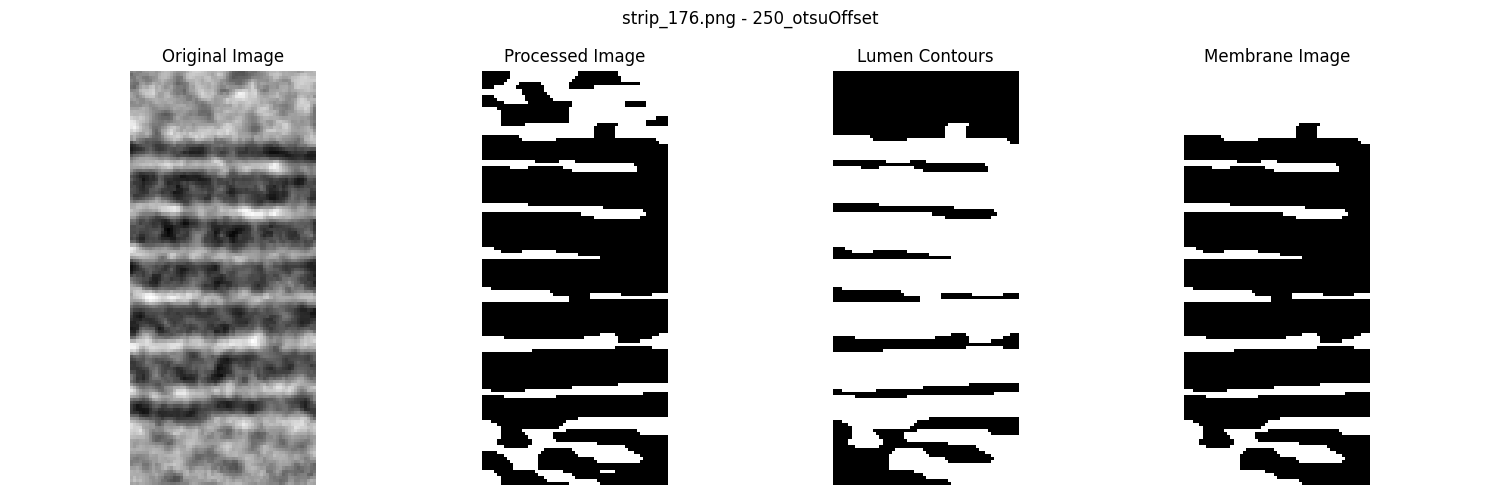 strip_176.png - 250_otsuOffset
Original Image
Processed Image
Lumen Contours
Membrane Image